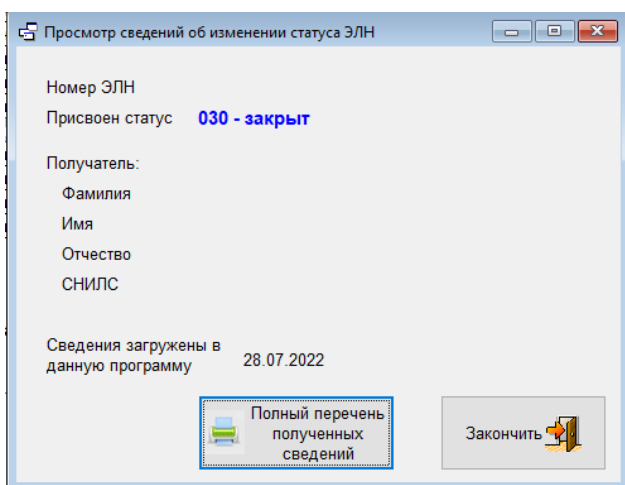 Просмотр сведений об изменении статуса ЭЛН
Номер ЭЛН
Присвоен статус 030 - закрыт
Получатель:
Фамилия
Имя
Отчество
СНИЛС
Сведения загружены в
данную программу 28.07.2022
Полный перечень
полученных
сведений
Закончить